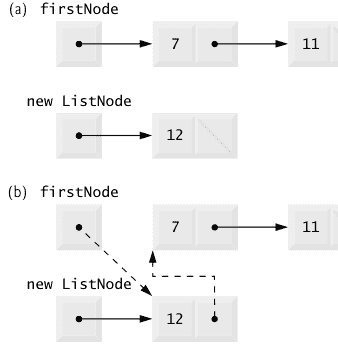 (a) firstNode
7 11
new ListNode
12
(b) firstNode
7 11
new ListNode
12